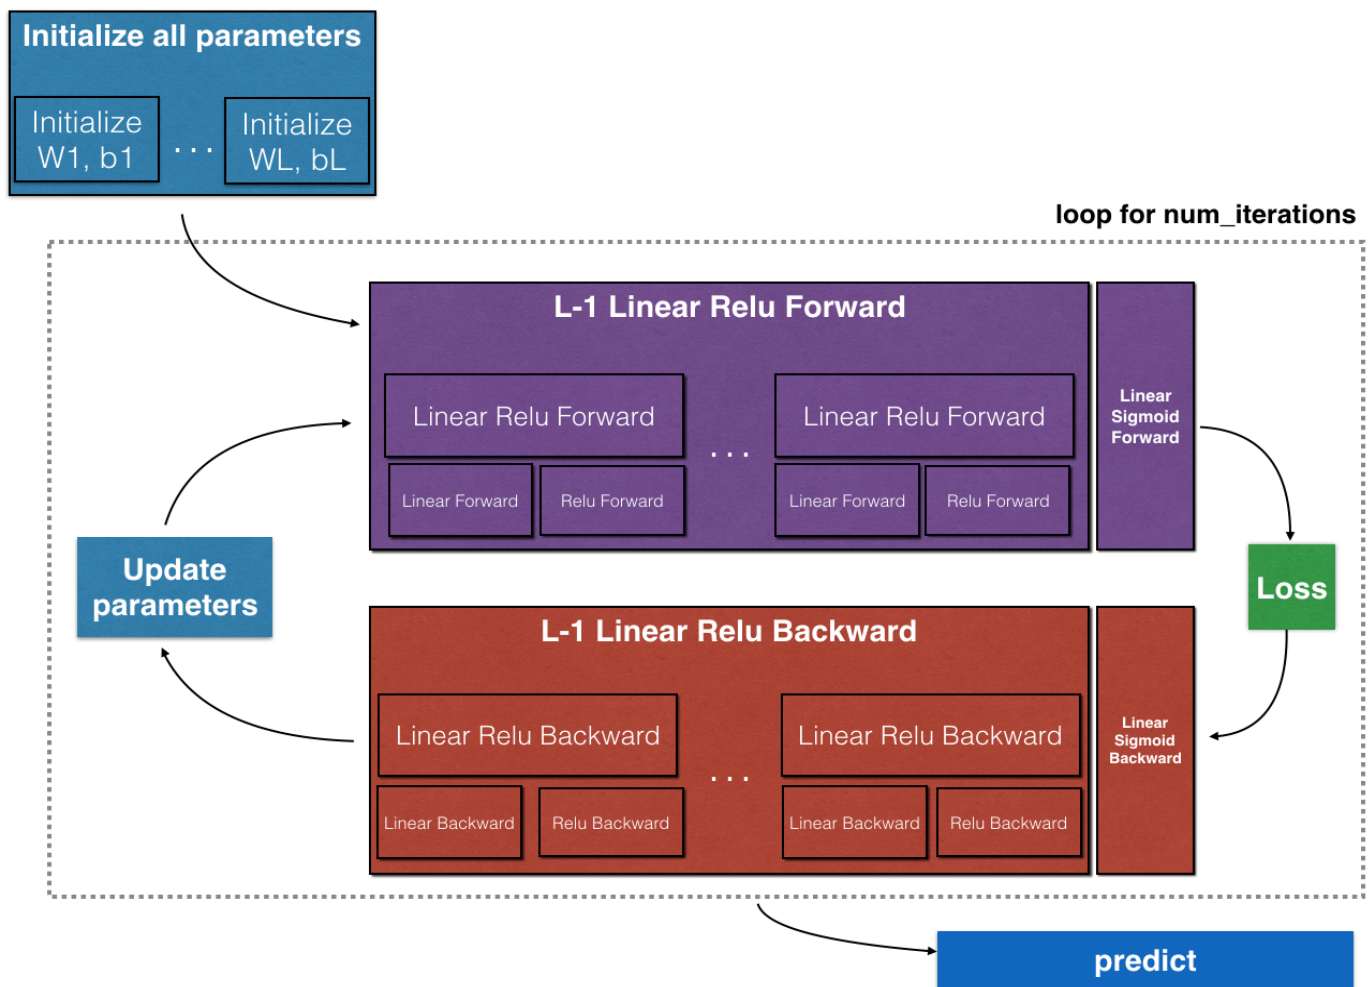 Initialize all parameters
Initialize
W1, b1
. . .
Initialize
WL, bL
loop for num_iterations
L-1 Linear Relu Forward
Linear Relu Forward
. . .
Linear Relu Forward
Linear Forward
Relu Forward
Linear Forward
Relu Forward
Linear
Sigmoid
Forward
Update
parameters
Loss
L-1 Linear Relu Backward
Linear Relu Backward
. . .
Linear Relu Backward
Linear Backward
Relu Backward
Linear Backward
Relu Backward
Linear
Sigmoid
Backward
predict